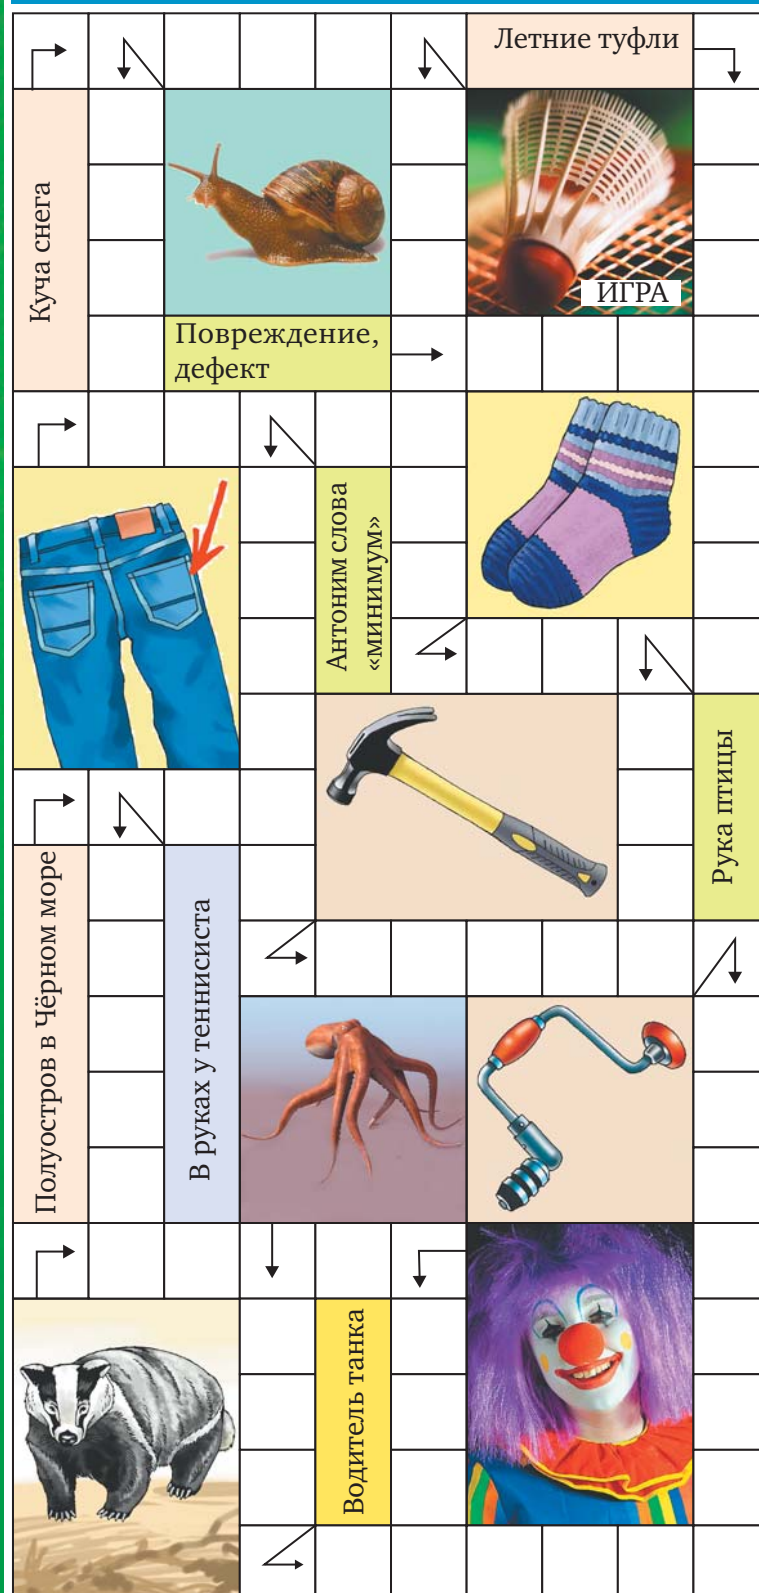 Летние туфли
Куча снега
ИГРА
Повреждение,
дефект
Антоним слова
«минимум»
Рука птицы
Полуостров в Чёрном море
В руках у теннисиста
Водитель танка